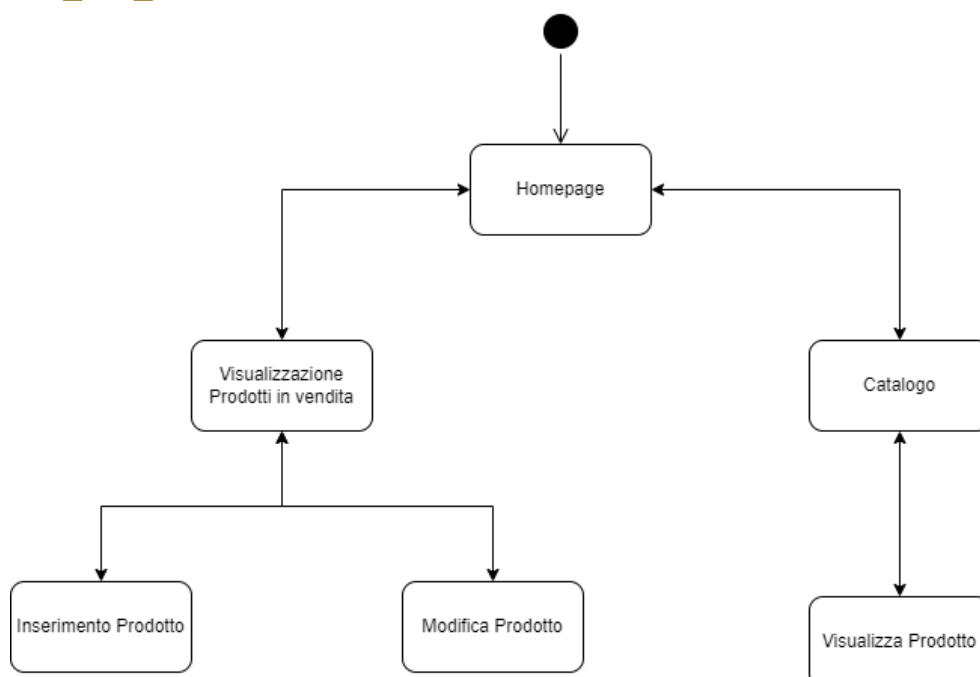 Homepage
Visualizzazione
Prodotti in vendita
Catalogo
Inserimento Prodotto
Modifica Prodotto
Visualizza Prodotto